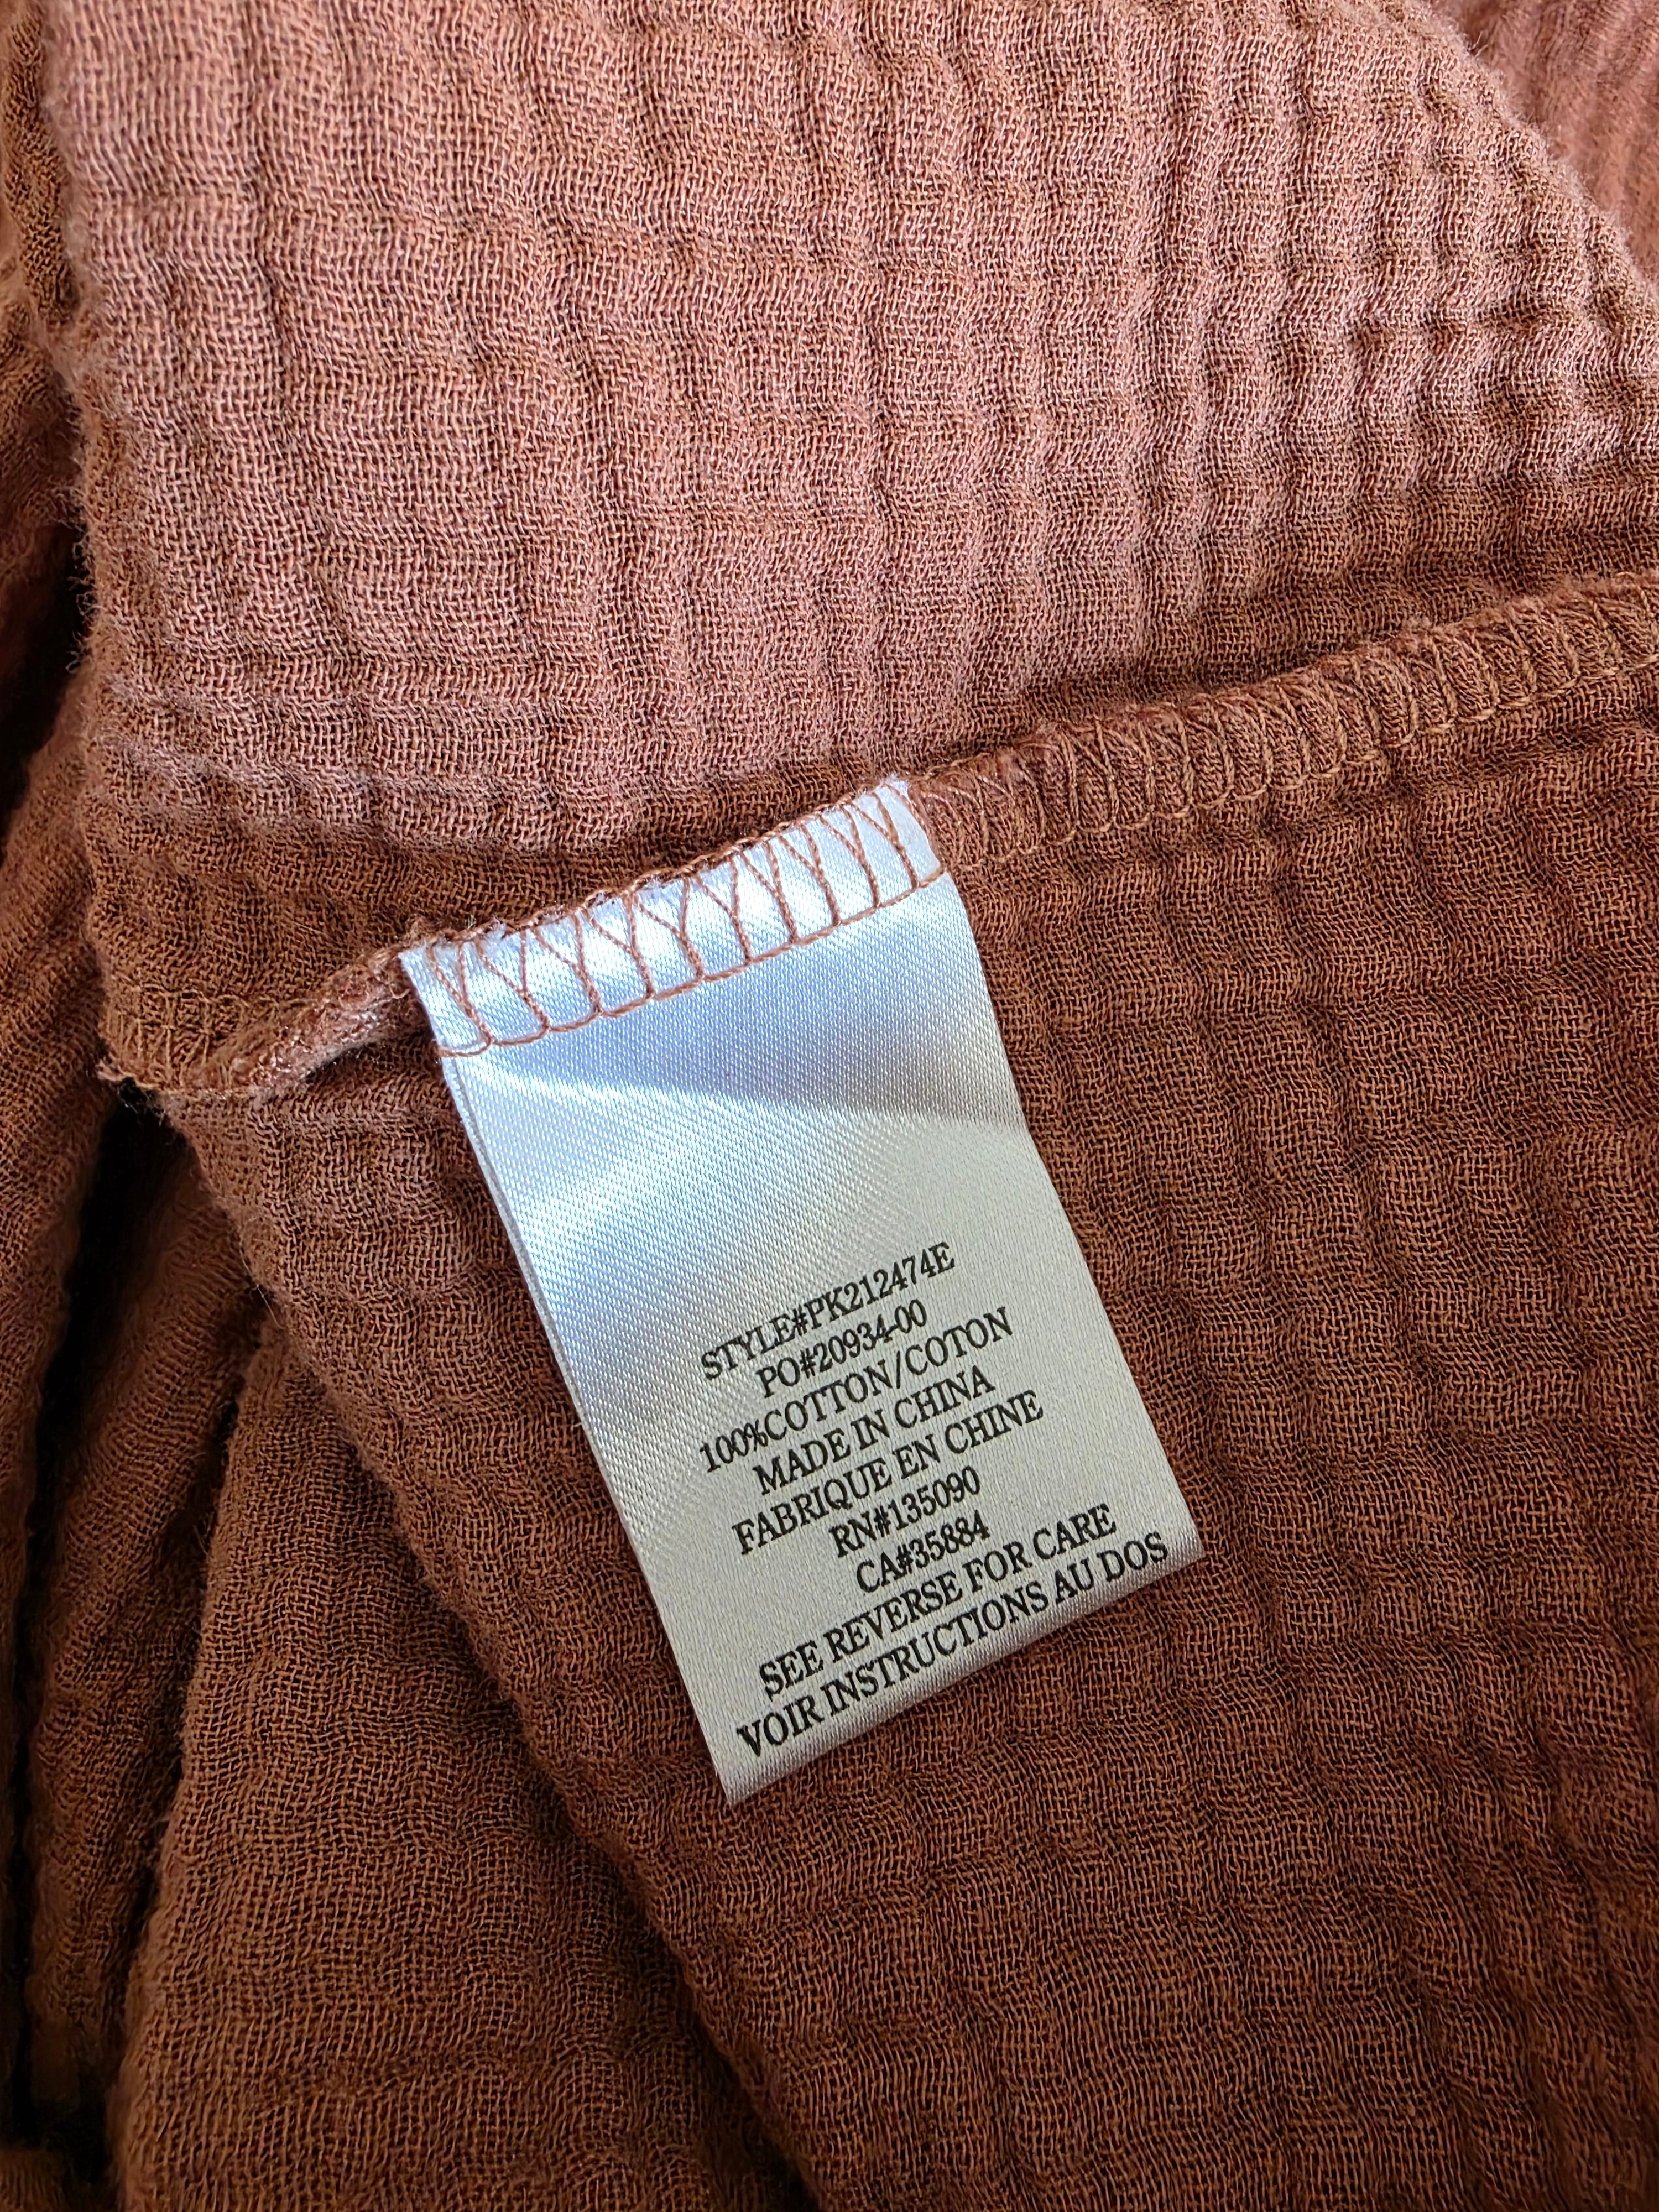 STYLE#PK212474E
PO#20934-00
100%COTTON/COTON
MADE IN CHINA
FABRIQUE EN CHINE
RN#135090
CA#35884
SEE REVERSE FOR CARE
VOIR INSTRUCTIONS AU DOS